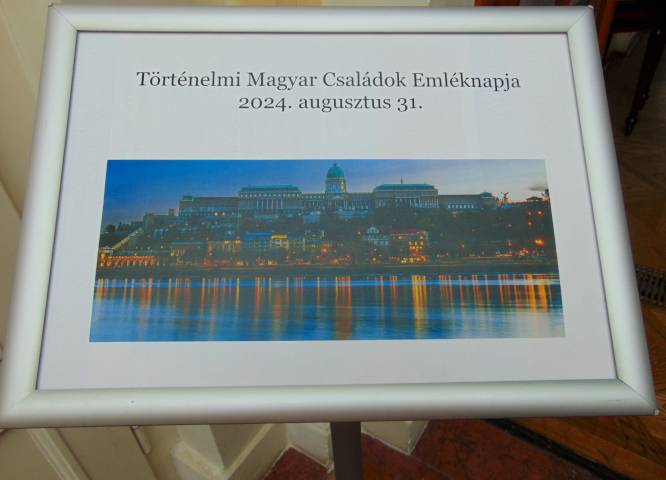 Történelmi Magyar Családok Emléknapja
2024. augusztus 31.